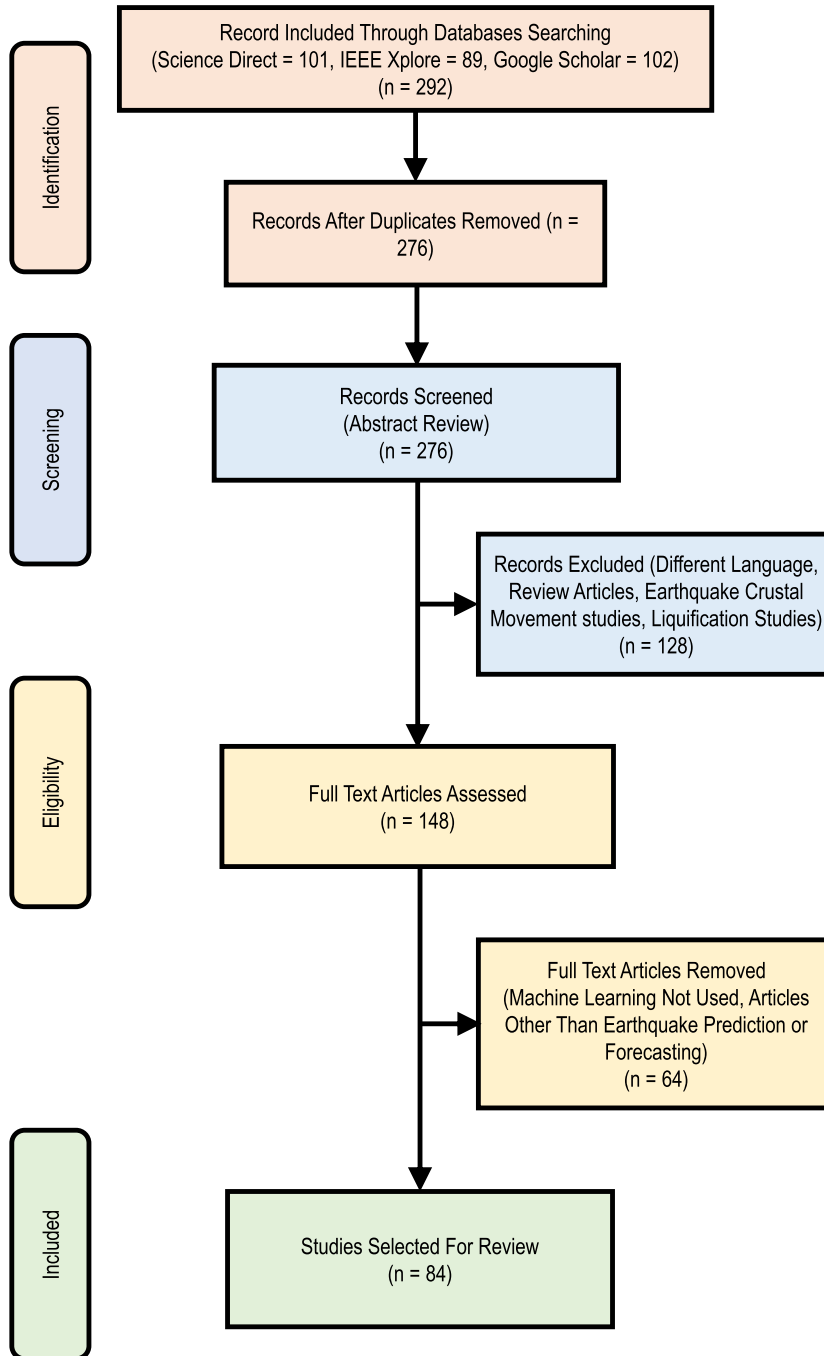 Record Included Through Databases Searching
(Science Direct = 101, IEEE Xplore = 89, Google Scholar = 102)
(n = 292)
Identification
Records After Duplicates Removed (n =
276)
Records Screened
(Abstract Review)
(n = 276)
Screening
Records Excluded (Different Language,
Review Articles, Earthquake Crustal
Movement studies, Liquification Studies)
(n = 128)
Full Text Articles Assessed
(n = 148)
Eligibility
Full Text Articles Removed
(Machine Learning Not Used, Articles
Other Than Earthquake Prediction or
Forecasting)
(n = 64)
Studies Selected For Review
(n = 84)
Included